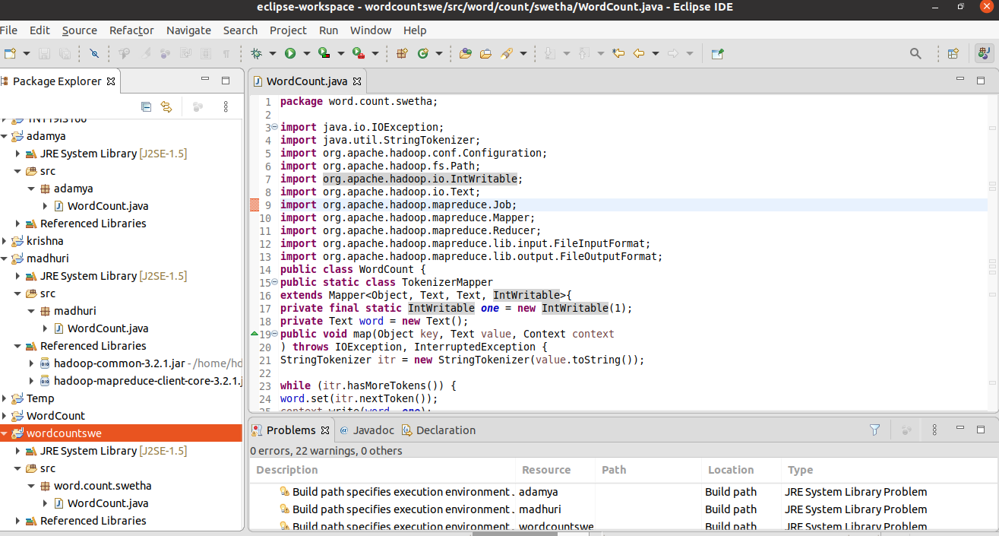 eclipse-workspace - wordcountswe/src/word/count/swetha/WordCount.java - Eclipse IDE
File Edit Source Refactor Navigate Search Project Run Window Help
Package Explorer
adamya
JRE System Library [J2SE-1.5]
src
adamya
WordCount.java
Referenced Libraries
krishna
madhuri
JRE System Library [J2SE-1.5]
src
madhuri
WordCount.java
Referenced Libraries
hadoop-common-3.2.1.jar - /home/hd
hadoop-mapreduce-client-core-3.2.1.j
Temp
WordCount
wordcountswe
JRE System Library [J2SE-1.5]
src
word.count.swetha
WordCount.java
Referenced Libraries
WordCount.java
1 package word.count.swetha;
2
3 import java.io.IOException;
4 import java.util.StringTokenizer;
5 import org.apache.hadoop.conf.Configuration;
6 import org.apache.hadoop.fs.Path;
7 import org.apache.hadoop.io.IntWritable;
8 import org.apache.hadoop.io.Text;
9 import org.apache.hadoop.mapreduce.Job;
10 import org.apache.hadoop.mapreduce.Mapper;
11 import org.apache.hadoop.mapreduce.Reducer;
12 import org.apache.hadoop.mapreduce.lib.input.FileInputFormat;
13 import org.apache.hadoop.mapreduce.lib.output.FileOutputFormat;
14 public class WordCount {
15 public static class TokenizerMapper
16 extends Mapper<Object, Text, Text, IntWritable>{
17 private final static IntWritable one = new IntWritable(1);
18 private Text word = new Text();
19 public void map(Object key, Text value, Context context
20 ) throws IOException, InterruptedException {
21 StringTokenizer itr = new StringTokenizer(value.toString());
22
23 while (itr.hasMoreTokens()) {
24 word.set(itr.nextToken());
25 context.write(word, one);
Problems @ Javadoc Declaration
0 errors, 22 warnings, 0 others
Description Resource Path Location Type
Build path specifies execution environment . adamya Build path JRE System Library Problem
Build path specifies execution environment . madhuri Build path JRE System Library Problem
Build path specifies execution environment . wordcountswe Build path JRE System Library Problem